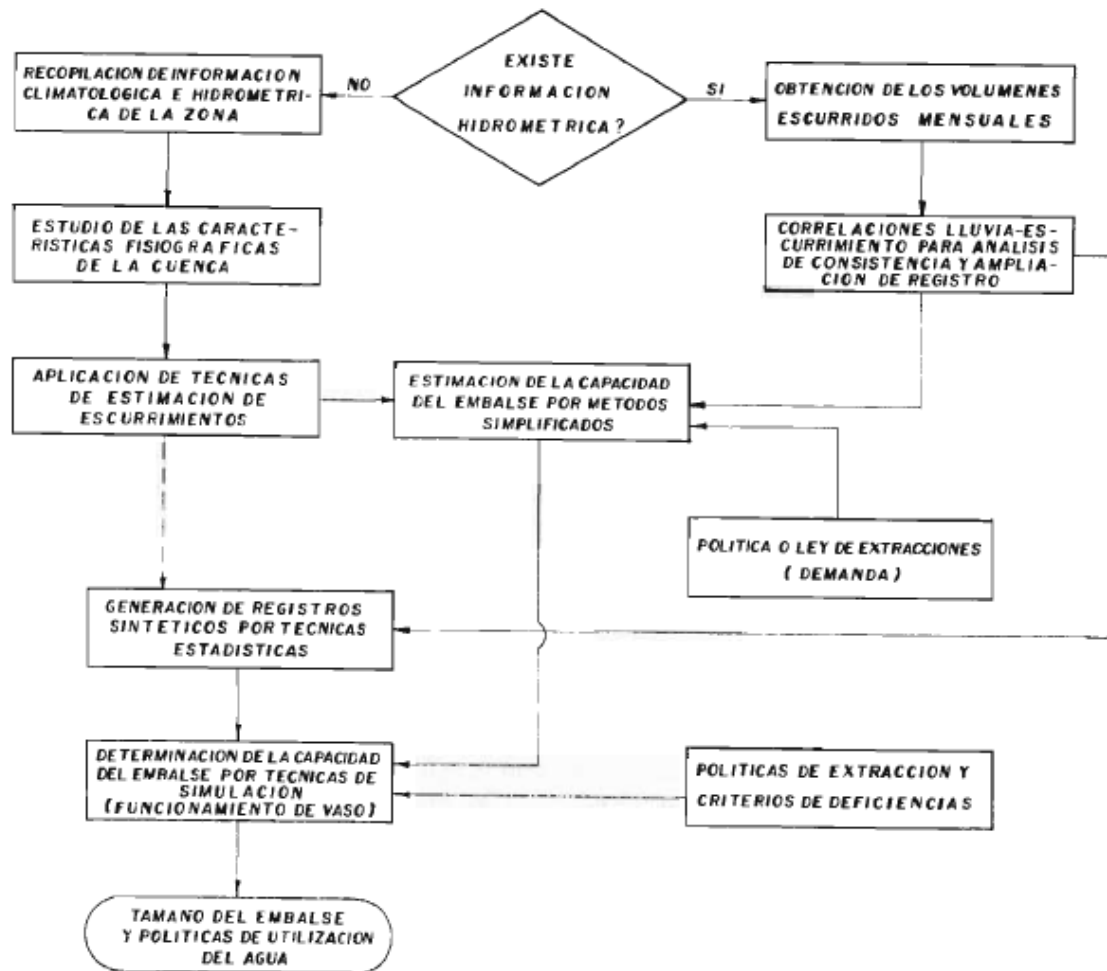 EXISTE
INFORMACION
HIDROMETRICA?
NO
SI
RECOPILACION DE INFORMACION
CLIMATOLOGICA E HIDROMETRI-
CA DE LA ZONA
OBTENCION DE LOS VOLUMENES
ESCURRIDOS MENSUALES
ESTUDIO DE LAS CARACTE-
RISTICAS FISIOGRAFICAS
DE LA CUENCA
CORRELACIONES LLUVIA-ES-
CURRIMIENTO PARA ANALISIS
DE CONSISTENCIA Y AMPLIA-
CION DE REGISTRO
APLICACION DE TECNICAS
DE ESTIMACION DE
ESCURRIMIENTOS
ESTIMACION DE LA CAPACIDAD
DEL EMBALSE POR METODOS
SIMPLIFICADOS
POLITICA O LEY DE EXTRACCIONES
( DEMANDA )
GENERACION DE REGISTROS
SINTETICOS POR TECNICAS
ESTADISTICAS
DETERMINACION DE LA CAPACIDAD
DEL EMBALSE POR TECNICAS DE
SIMULACIÓN
(FUNCIONAMIENTO DE VASO)
POLITICAS DE EXTRACCION Y
CRITERIOS DE DEFICIENCIAS
TAMAÑO DEL EMBALSE
Y POLITICAS DE UTILIZACION
DEL AGUA